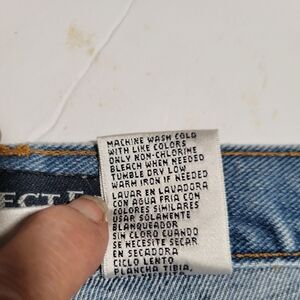 MACHINE WASH COLD
WITH LIKE COLORS
ONLY NON-CHLORINE
BLEACH WHEN NEEDED
TUMBLE DRY LOW
WARM IRON IF NEEDED
LAVAR EN LAVADORA
CON AGUA FRIA CON
COLORES SIMILARES
USAR SOLAMENTE
BLANQUEADOR
SIN CLORO CUANDO
SE NECESITE SECAR
EN SECADORA
CICLO LENTO
PLANCHA TIBIA,